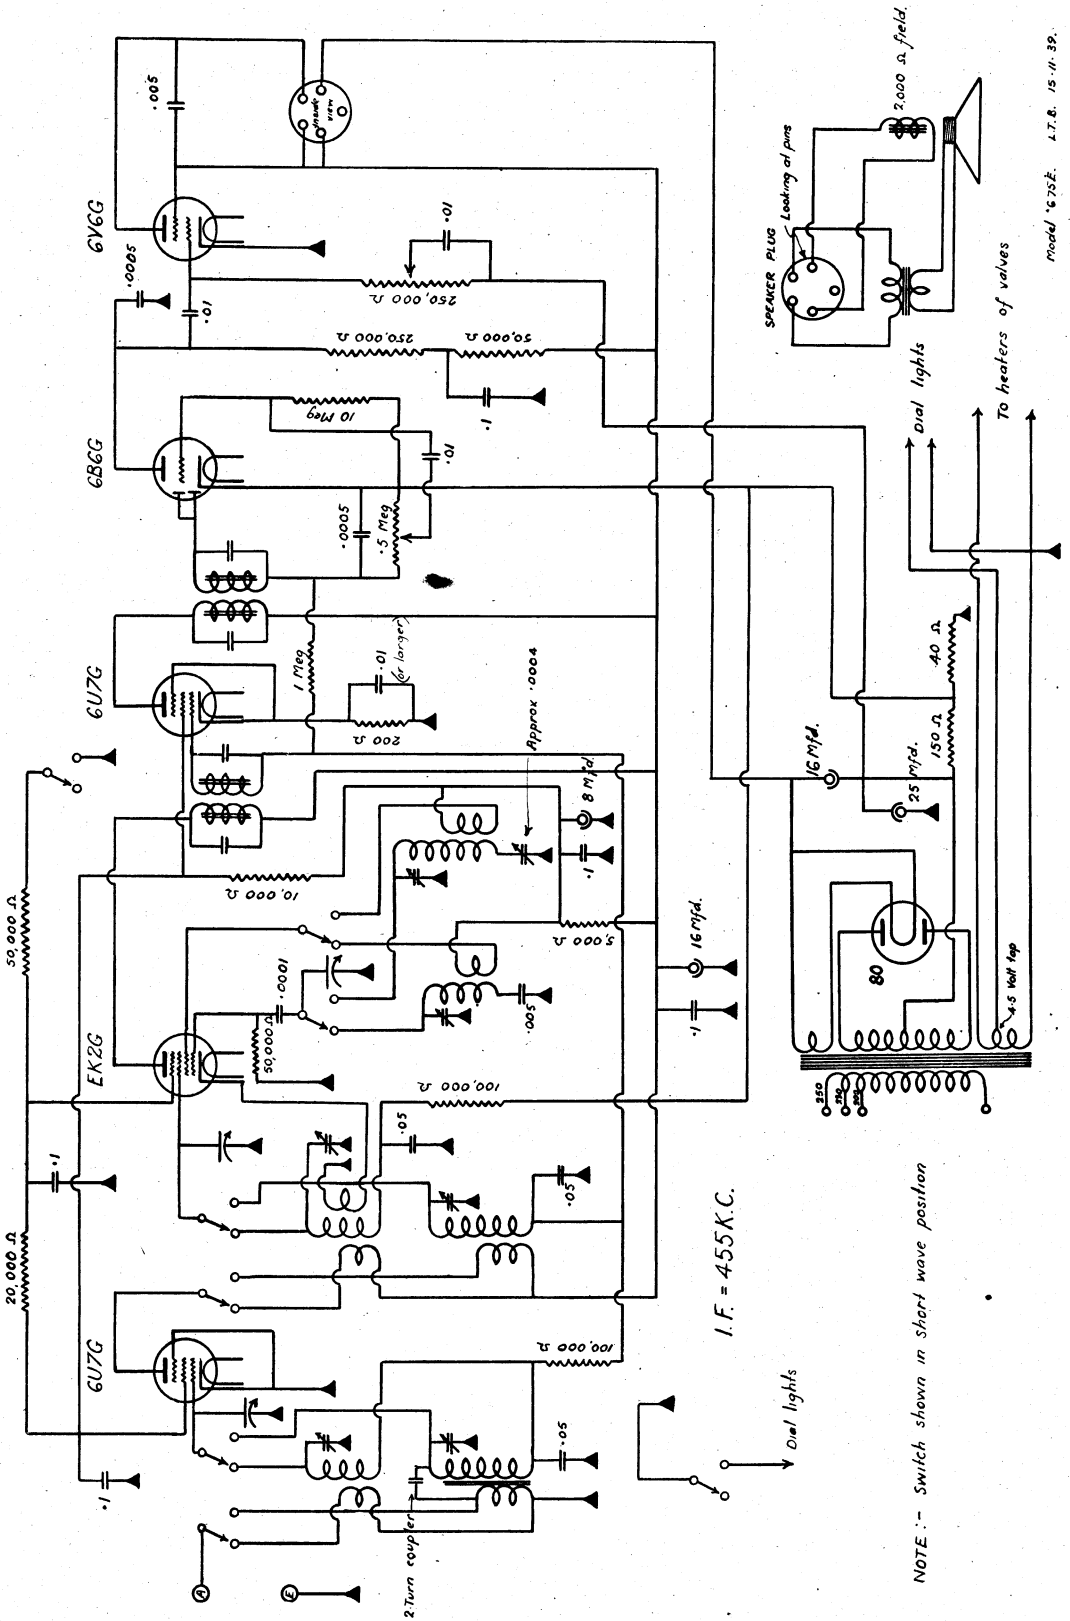 6U7G
EK2G
6U7G
6B6G
6V6G
20,000 Ω
50,000 Ω
.1
.1
.0005
.005
.01
inside view
A
E
2-Turn coupler
.05
100,000 Ω
.05
.05
100,000 Ω
50,000 Ω
.0001
.005
10,000 Ω
5,000 Ω
.1
8 Mfd.
Approx .0004
200 Ω
.01
(or larger)
1 Meg
.0005
.5 Meg
10 Meg
.01
250,000 Ω
50,000 Ω
.1
250,000 Ω
.01
.1
16 Mfd.
I.F. = 455 K.C.
Dial lights
250
230
200
80
4.5 Volt tap
16 Mfd.
25 Mfd.
150 Ω
40 Ω
Dial lights
To heaters of valves
SPEAKER PLUG
Looking at pins
2,000 Ω field.
NOTE :- Switch shown in short wave position
Model "675E. L.T.B. 15.11.39.